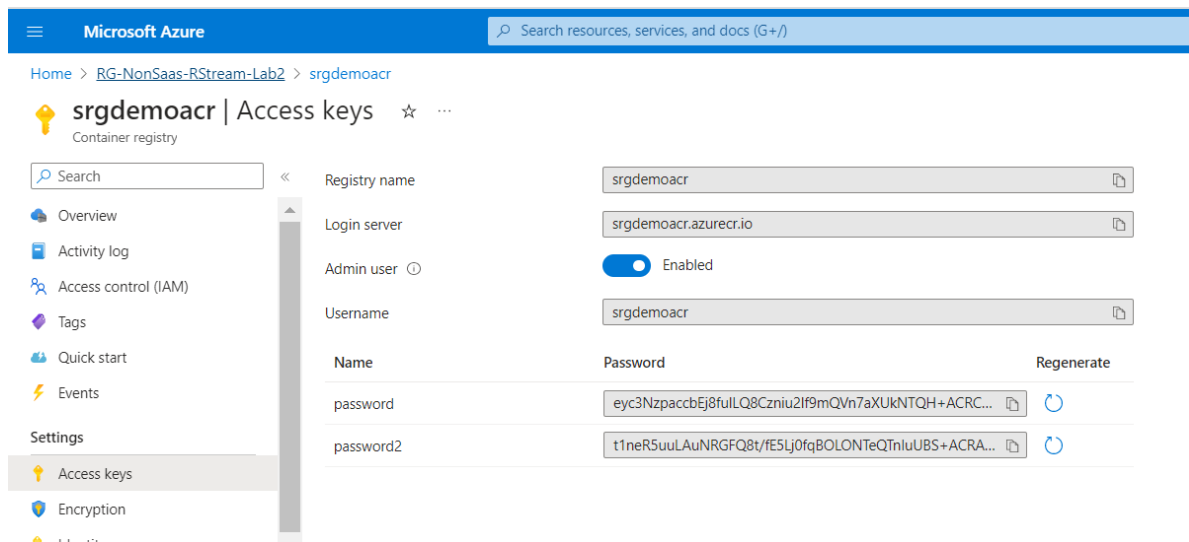 Microsoft Azure
Search resources, services, and docs (G+/)
Home > RG-NonSaas-RStream-Lab2 > srgdemoacr
srgdemoacr | Access keys
Container registry
Search
Overview
Activity log
Access control (IAM)
Tags
Quick start
Events
Settings
Access keys
Encryption
Registry name srgdemoacr
Login server srgdemoacr.azurecr.io
Admin user Enabled
Username srgdemoacr
Name Password Regenerate
password eyc3NzpaccbEj8fuILQ8Czniu2If9mQVn7aXUkNTQH+ACRC...
password2 t1neR5uuLAuNRGFQ8t/fE5Lj0fqBOLONTeQTnIuUBS+ACRA...